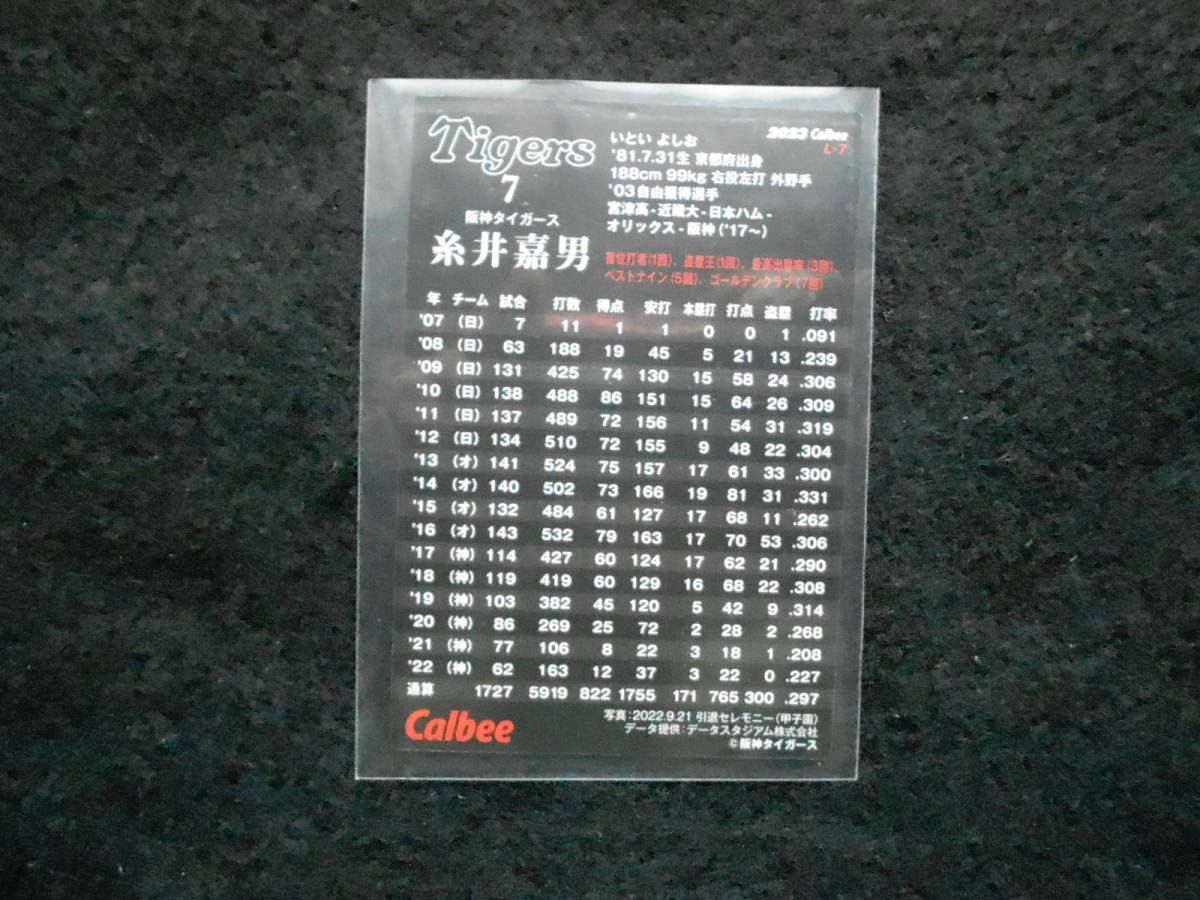 Tigers
7
阪神タイガース
糸井嘉男
2023 Calbee
L-7
いとい よしお
'81.7.31生 京都府出身
188cm 99kg 右投左打 外野手
'03自由獲得選手
宮津高-近畿大-日本ハム-
オリックス-阪神('17〜)
首位打者(1回)、盗塁王(1回)、最高出塁率(3回)、
ベストナイン(5回)、ゴールデングラブ(7回)
年 チーム 試合 打数 得点 安打 本塁打 打点 盗塁 打率
'07 (日) 7 11 1 1 0 0 1 .091
'08 (日) 63 188 19 45 5 21 13 .239
'09 (日) 131 425 74 130 15 58 24 .306
'10 (日) 138 488 86 151 15 64 26 .309
'11 (日) 137 489 72 156 11 54 31 .319
'12 (日) 134 510 72 155 9 48 22 .304
'13 (オ) 141 524 75 157 17 61 33 .300
'14 (オ) 140 502 73 166 19 81 31 .331
'15 (オ) 132 484 61 127 17 68 11 .262
'16 (オ) 143 532 79 163 17 70 53 .306
'17 (神) 114 427 60 124 17 62 21 .290
'18 (神) 119 419 60 129 16 68 22 .308
'19 (神) 103 382 45 120 5 42 9 .314
'20 (神) 86 269 25 72 2 28 2 .268
'21 (神) 77 106 8 22 3 18 1 .208
'22 (神) 62 163 12 37 3 22 0 .227
通算 1727 5919 822 1755 171 765 300 .297
Calbee
写真:2022.9.21 引退セレモニー(甲子園)
データ提供:データスタジアム株式会社
©阪神タイガース